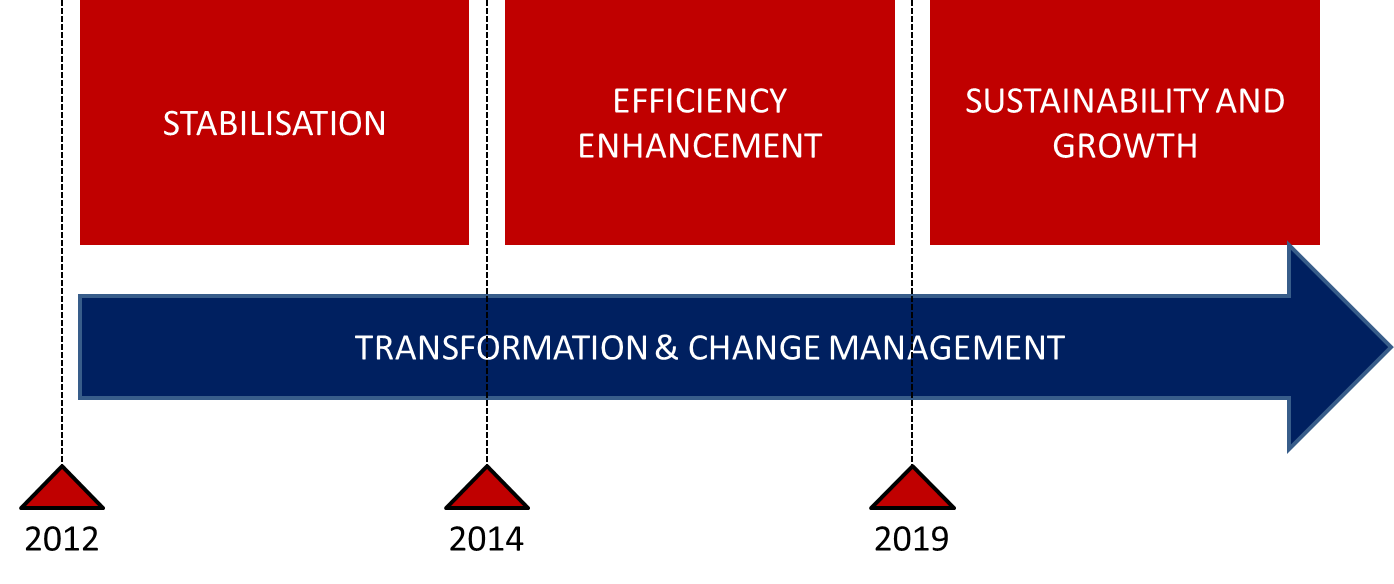 STABILISATION
EFFICIENCY
ENHANCEMENT
SUSTAINABILITY AND
GROWTH
TRANSFORMATION & CHANGE MANAGEMENT
2012
2014
2019